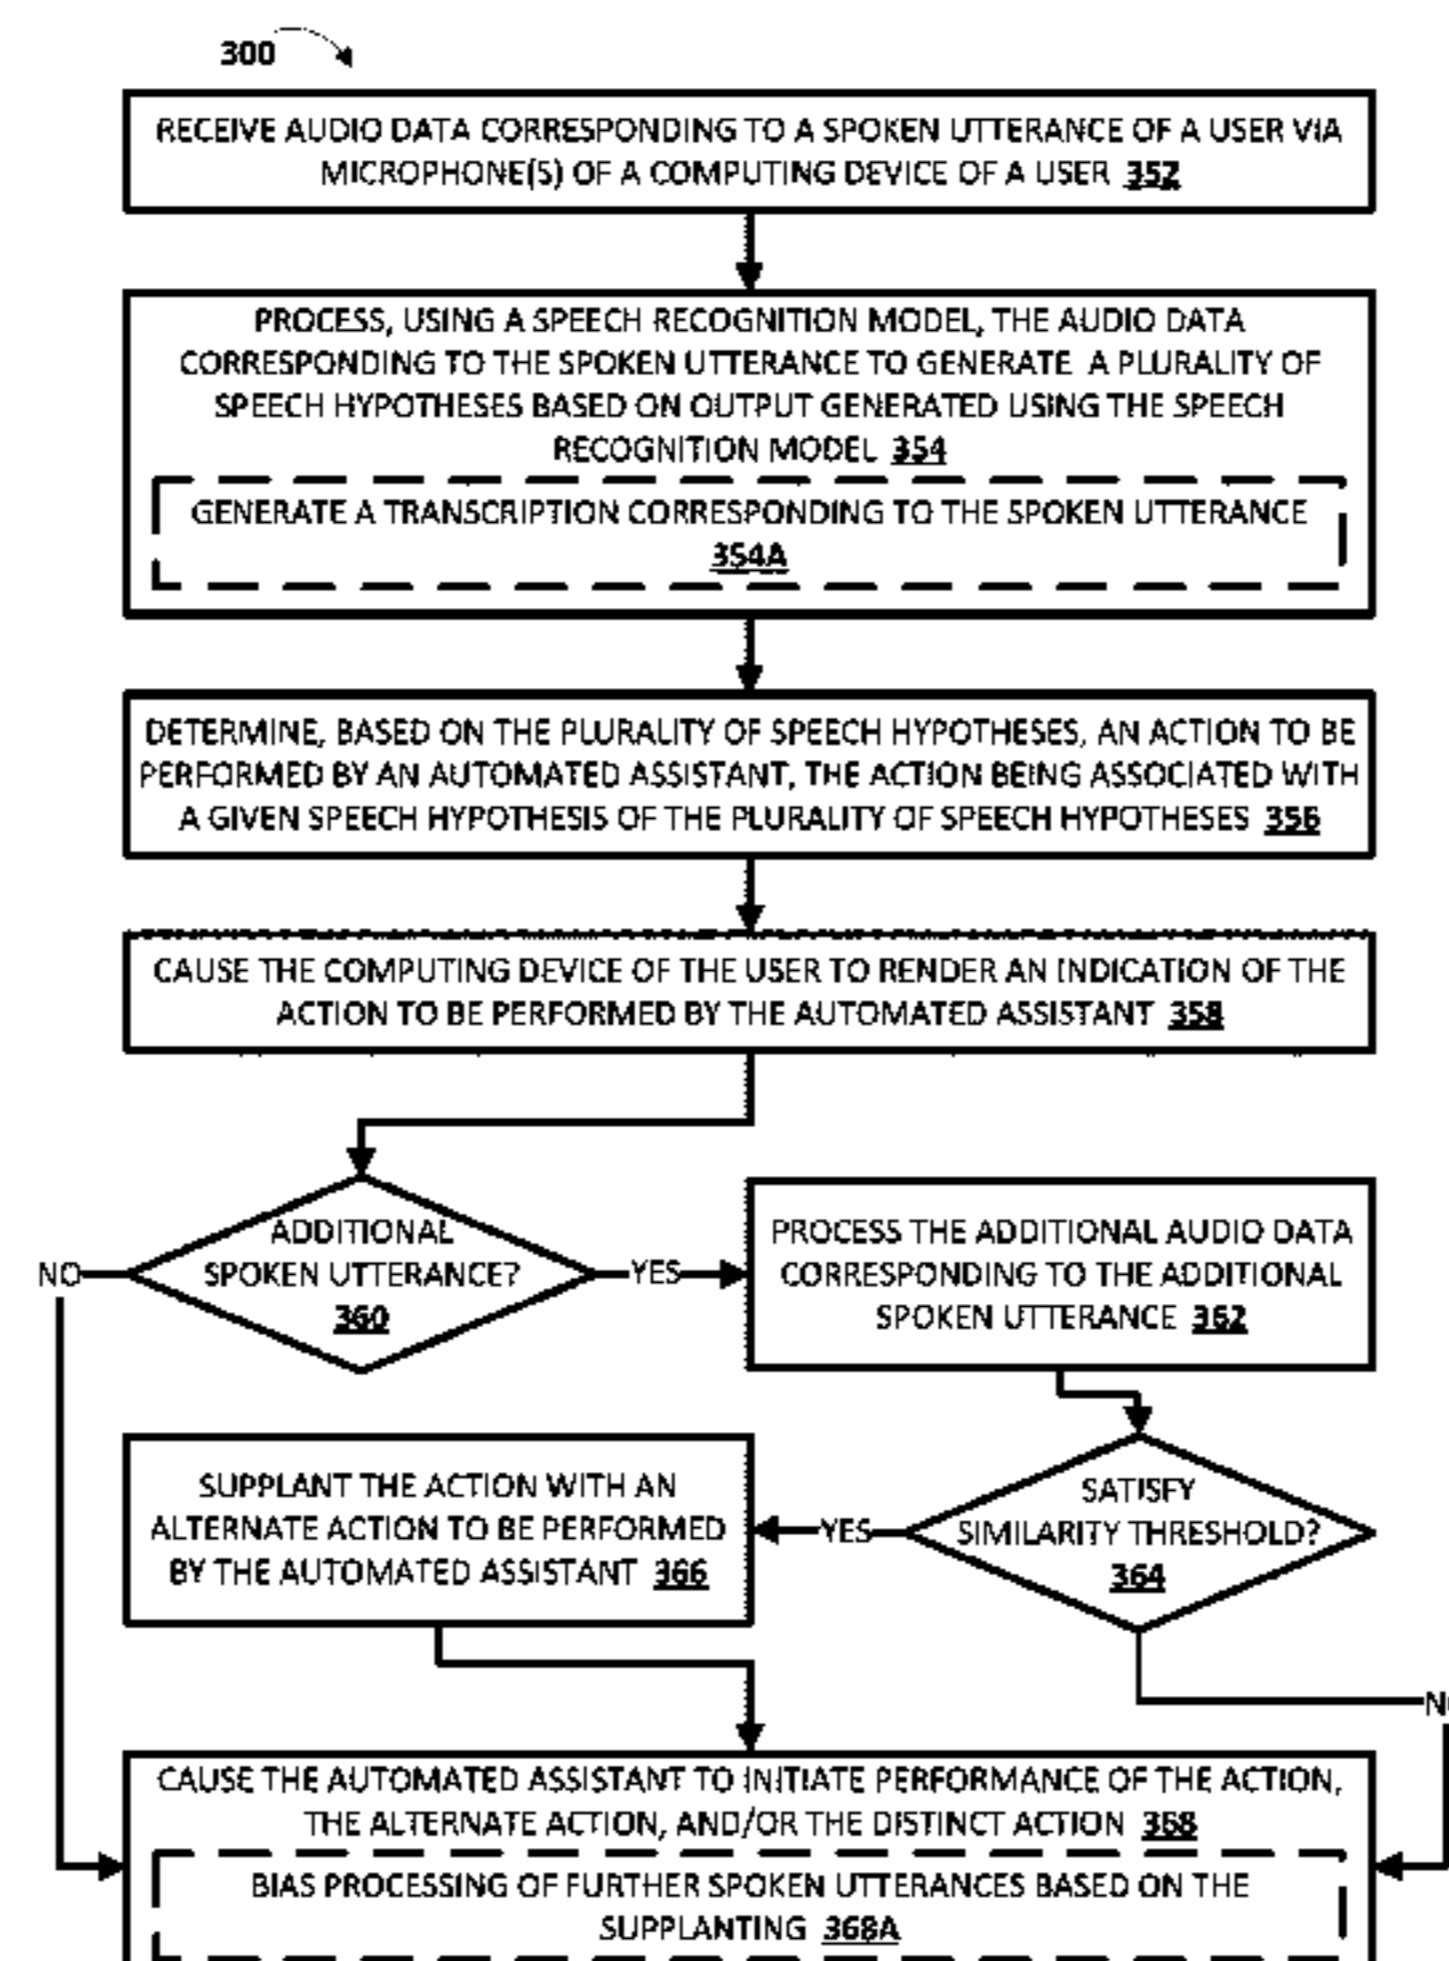 300
RECEIVE AUDIO DATA CORRESPONDING TO A SPOKEN UTTERANCE OF A USER VIA
MICROPHONE(S) OF A COMPUTING DEVICE OF A USER 352
PROCESS, USING A SPEECH RECOGNITION MODEL, THE AUDIO DATA
CORRESPONDING TO THE SPOKEN UTTERANCE TO GENERATE A PLURALITY OF
SPEECH HYPOTHESES BASED ON OUTPUT GENERATED USING THE SPEECH
RECOGNITION MODEL 354
GENERATE A TRANSCRIPTION CORRESPONDING TO THE SPOKEN UTTERANCE
354A
DETERMINE, BASED ON THE PLURALITY OF SPEECH HYPOTHESES, AN ACTION TO BE
PERFORMED BY AN AUTOMATED ASSISTANT, THE ACTION BEING ASSOCIATED WITH
A GIVEN SPEECH HYPOTHESIS OF THE PLURALITY OF SPEECH HYPOTHESES 356
CAUSE THE COMPUTING DEVICE OF THE USER TO RENDER AN INDICATION OF THE
ACTION TO BE PERFORMED BY THE AUTOMATED ASSISTANT 358
ADDITIONAL
SPOKEN UTTERANCE?
360
NO
YES
PROCESS THE ADDITIONAL AUDIO DATA
CORRESPONDING TO THE ADDITIONAL
SPOKEN UTTERANCE 362
SATISFY
SIMILARITY THRESHOLD?
364
YES
SUPPLANT THE ACTION WITH AN
ALTERNATE ACTION TO BE PERFORMED
BY THE AUTOMATED ASSISTANT 366
CAUSE THE AUTOMATED ASSISTANT TO INITIATE PERFORMANCE OF THE ACTION,
THE ALTERNATE ACTION, AND/OR THE DISTINCT ACTION 368
BIAS PROCESSING OF FURTHER SPOKEN UTTERANCES BASED ON THE
SUPPLANTING 368A